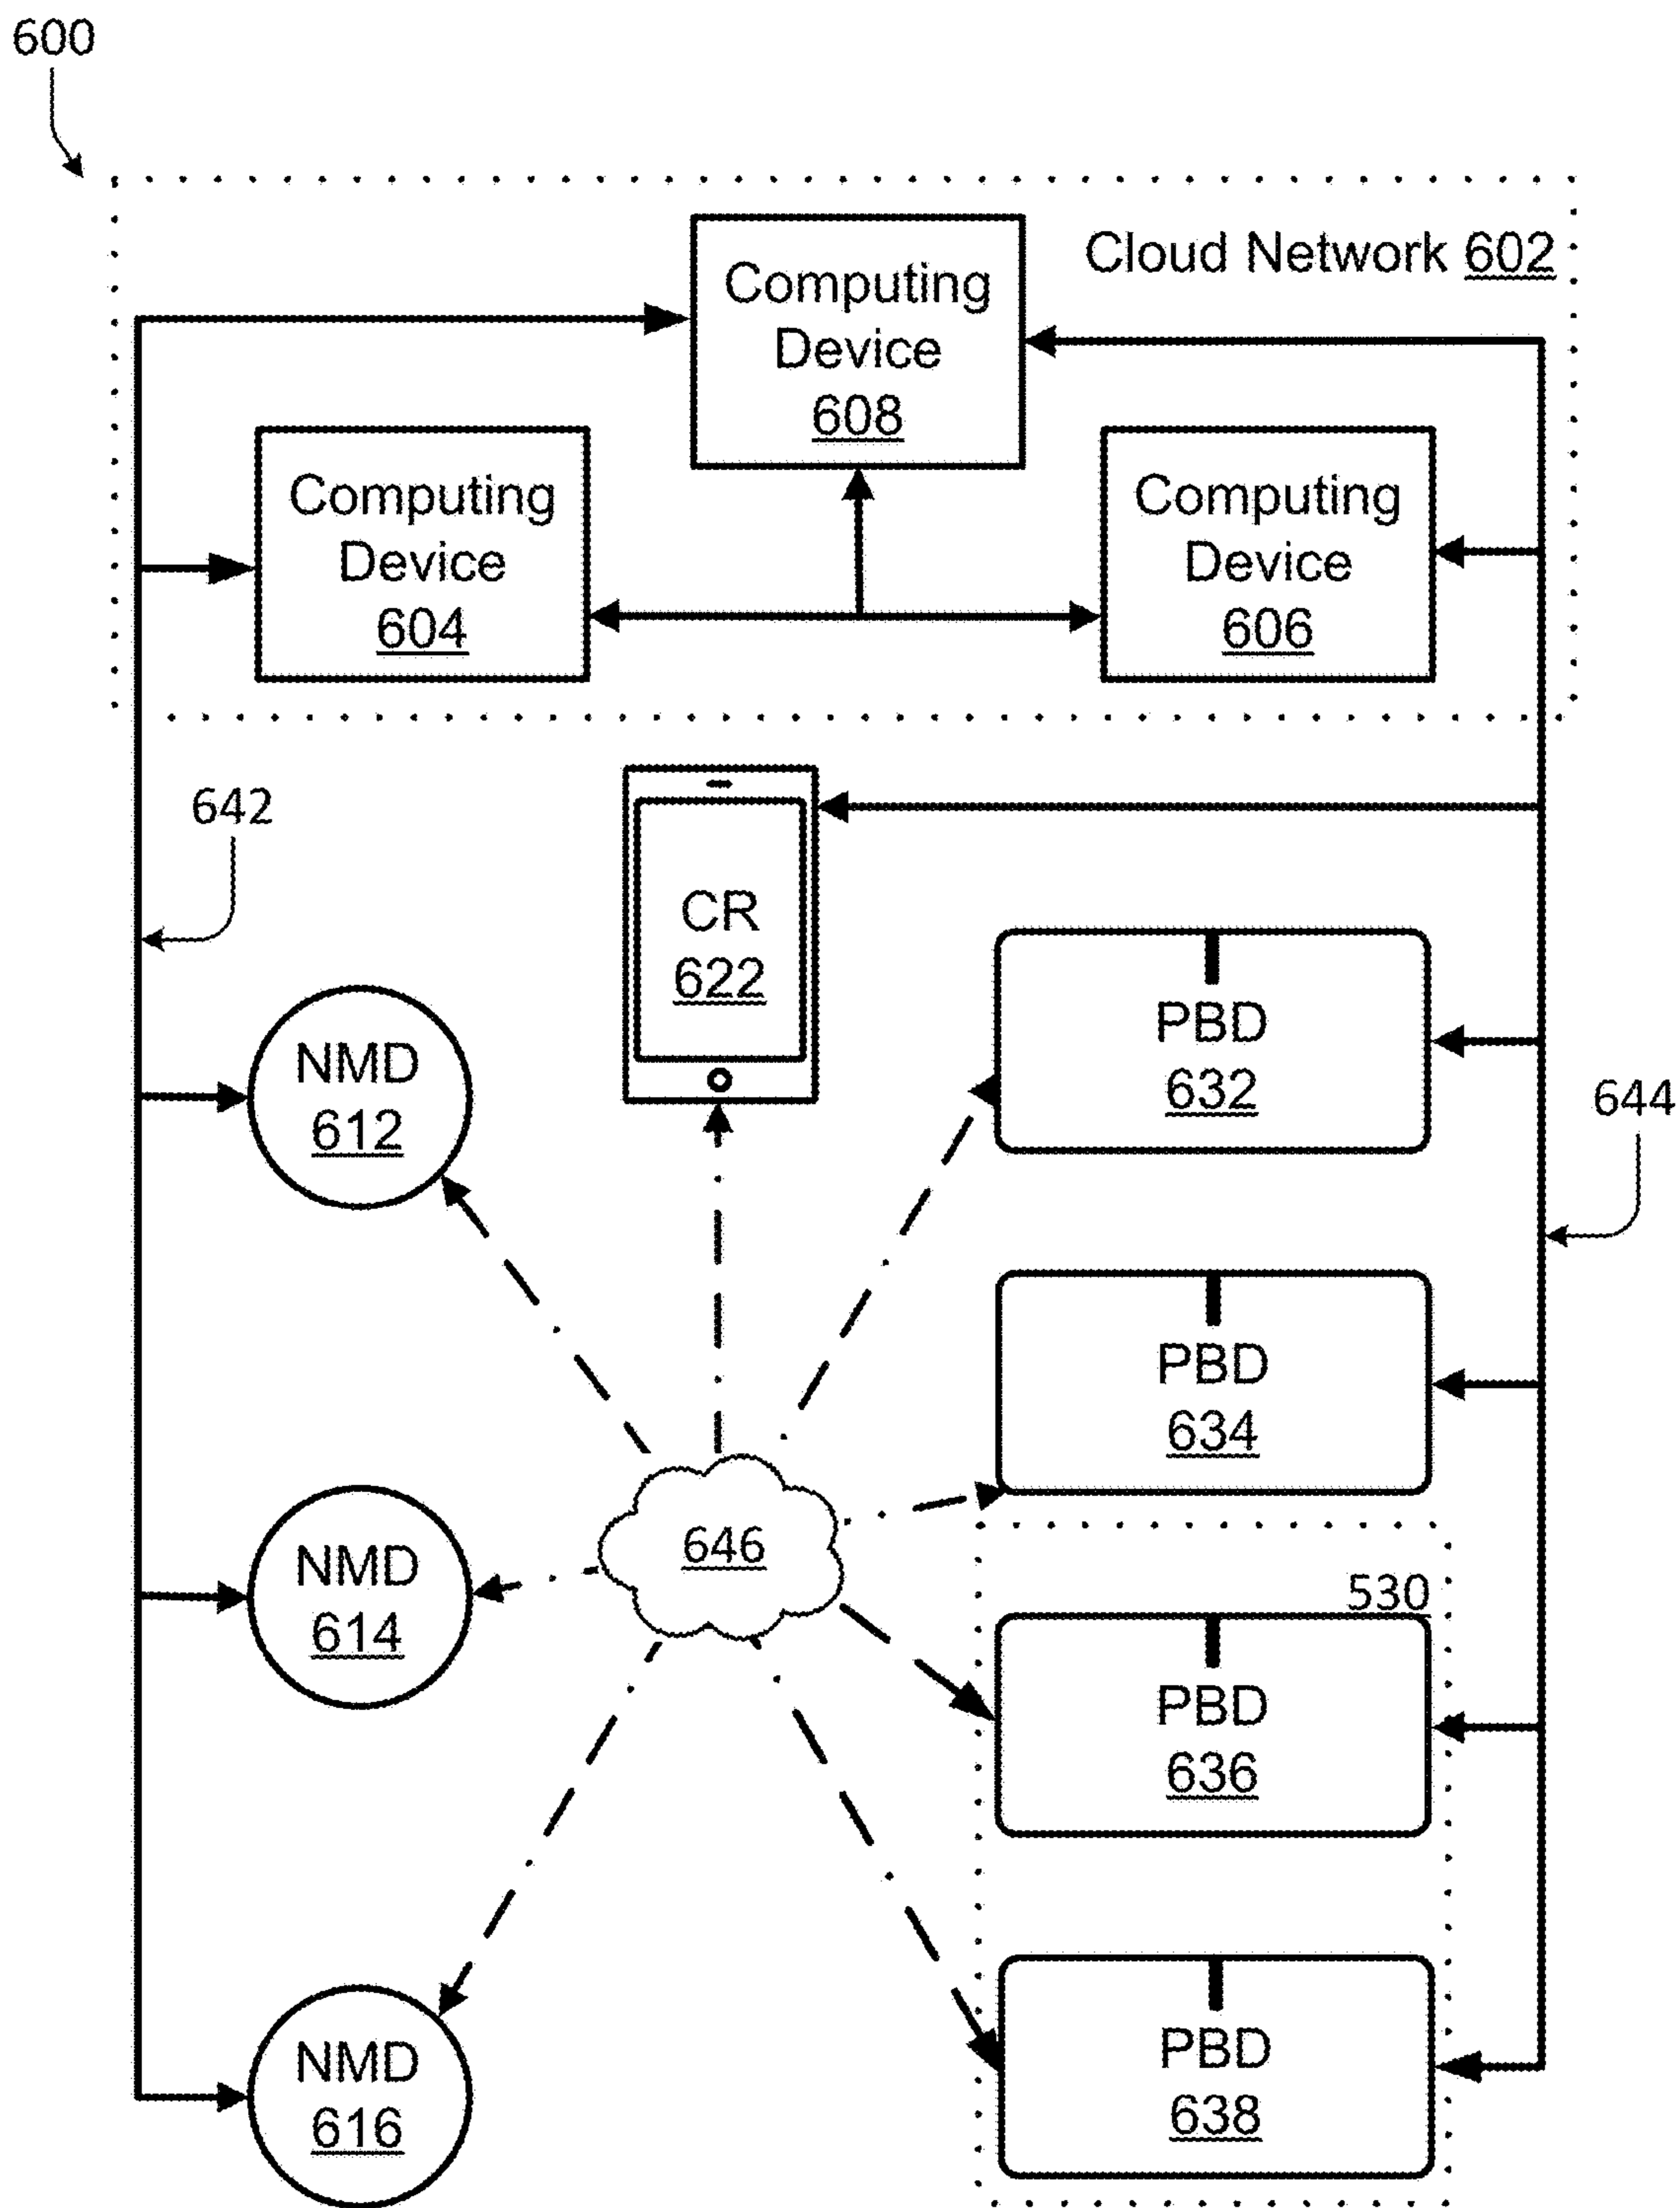 600
Cloud Network 602
Computing
Device
608
Computing
Device
604
Computing
Device
606
642
CR
622
PBD
632
644
NMD
612
PBD
634
646
NMD
614
530
PBD
636
NMD
616
PBD
638